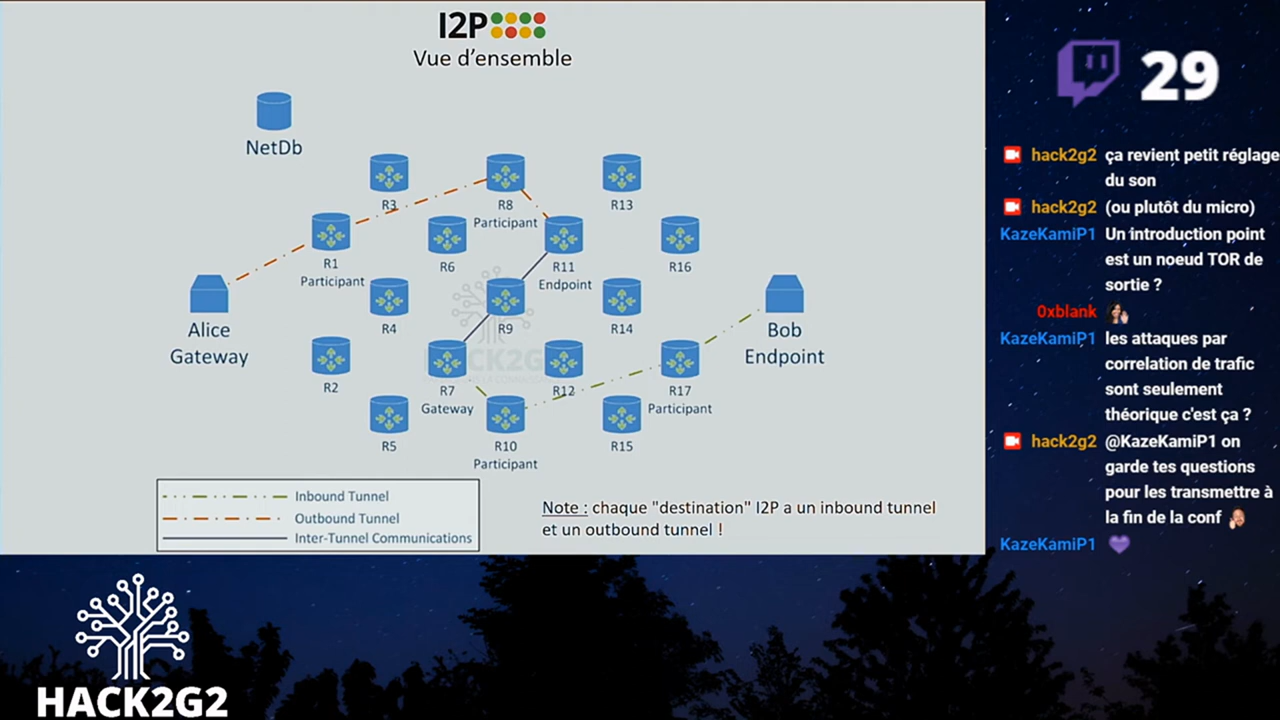 I2P
Vue d'ensemble
NetDb
R3
R8
Participant
R13
R1
Participant
R6
R11
Endpoint
R16
Alice
Gateway
R4
R9
R14
Bob
Endpoint
R2
R7
Gateway
R12
R17
Participant
R5
R10
Participant
R15
Inbound Tunnel
Outbound Tunnel
Inter-Tunnel Communications
Note : chaque "destination" I2P a un inbound tunnel
et un outbound tunnel !
29
hack2g2 ça revient petit réglage
du son
hack2g2 (ou plutôt du micro)
KazeKamiP1 Un introduction point
est un noeud TOR de
sortie ?
0xblank
KazeKamiP1 les attaques par
correlation de trafic
sont seulement
théorique c'est ça ?
hack2g2 @KazeKamiP1 on
garde tes questions
pour les transmettre à
la fin de la conf
KazeKamiP1
HACK2G2